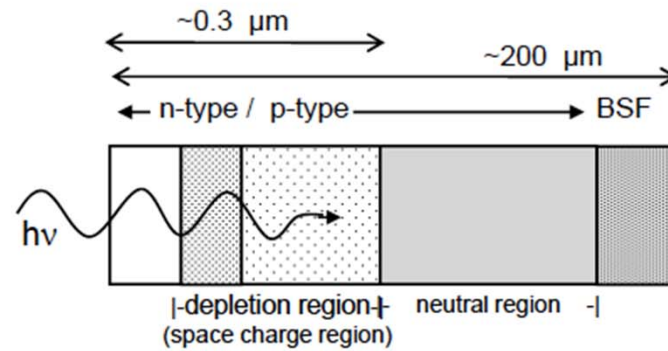 ~0.3 μm
~200 μm
n-type / p-type BSF
hν
|-depletion region-|- neutral region -|
(space charge region)